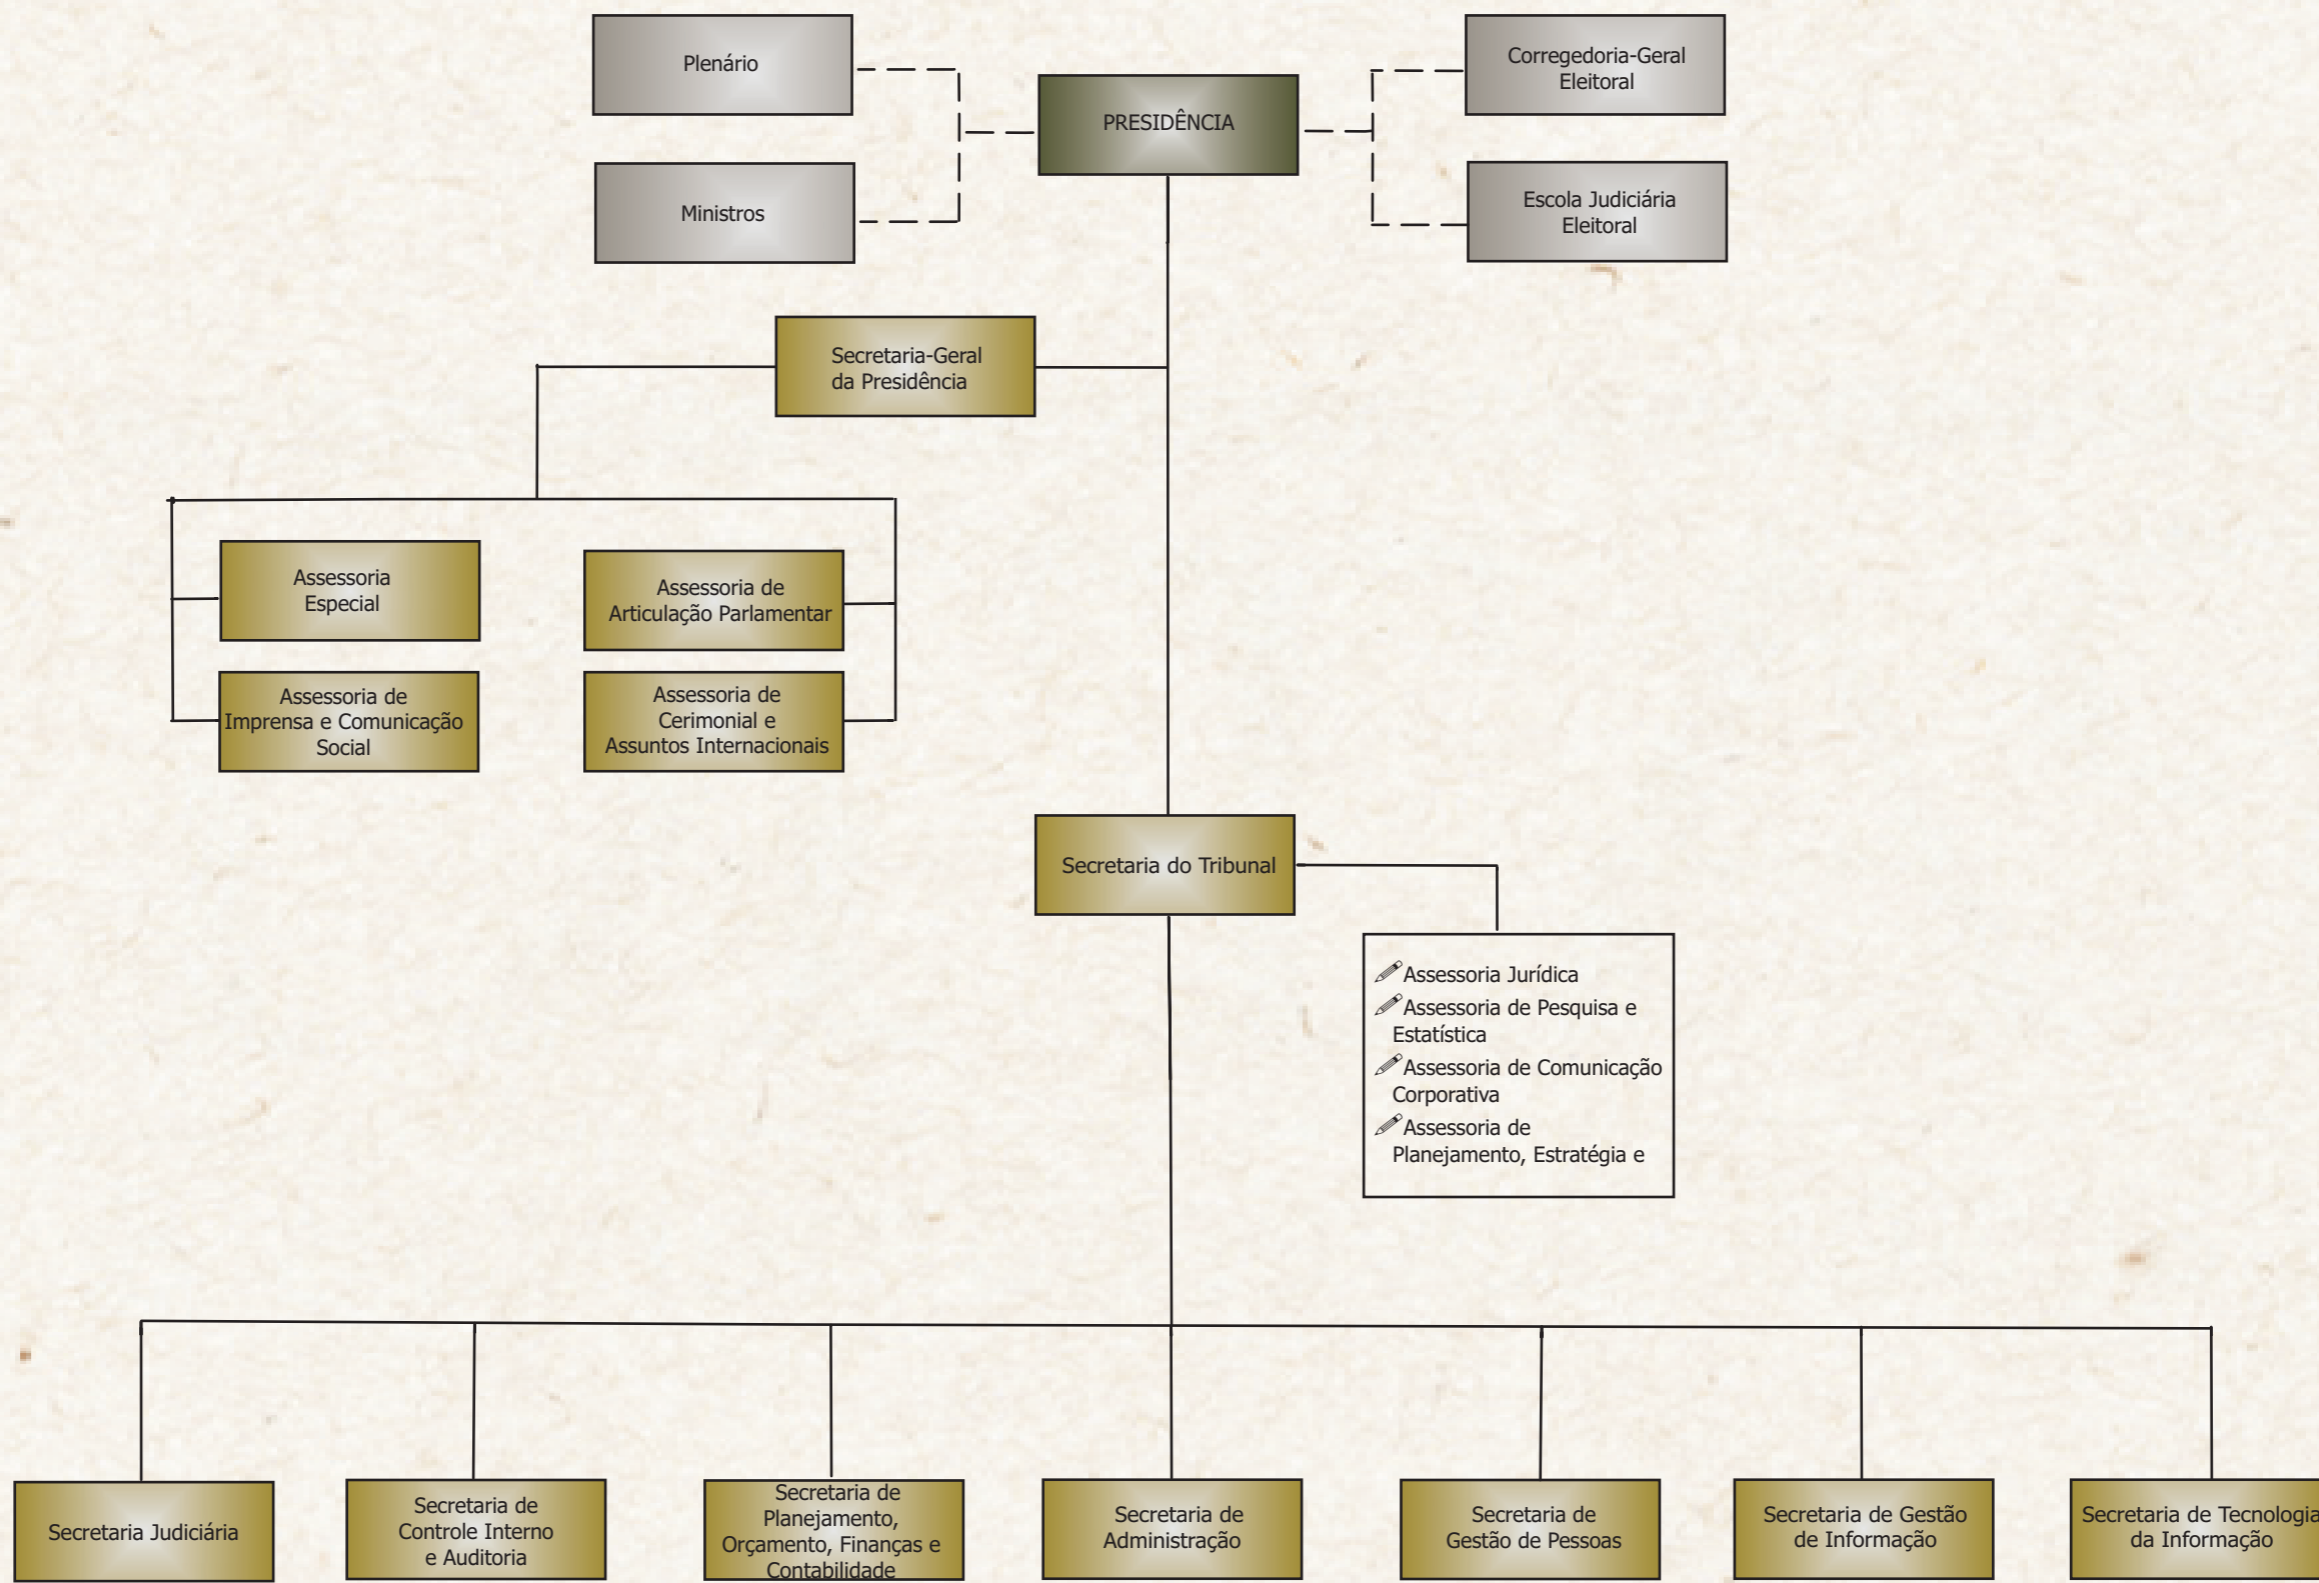 Plenário
Corregedoria-Geral
Eleitoral
PRESIDÊNCIA
Ministros
Escola Judiciária
Eleitoral
Secretaria-Geral
da Presidência
Assessoria
Especial
Assessoria de
Articulação Parlamentar
Assessoria de
Imprensa e Comunicação
Social
Assessoria de
Cerimonial e
Assuntos Internacionais
Secretaria do Tribunal
Assessoria Jurídica
Assessoria de Pesquisa e
Estatística
Assessoria de Comunicação
Corporativa
Assessoria de
Planejamento, Estratégia e
Secretaria Judiciária
Secretaria de
Controle Interno
e Auditoria
Secretaria de
Planejamento,
Orçamento, Finanças e
Contabilidade
Secretaria de
Administração
Secretaria de
Gestão de Pessoas
Secretaria de Gestão
de Informação
Secretaria de Tecnologia
da Informação